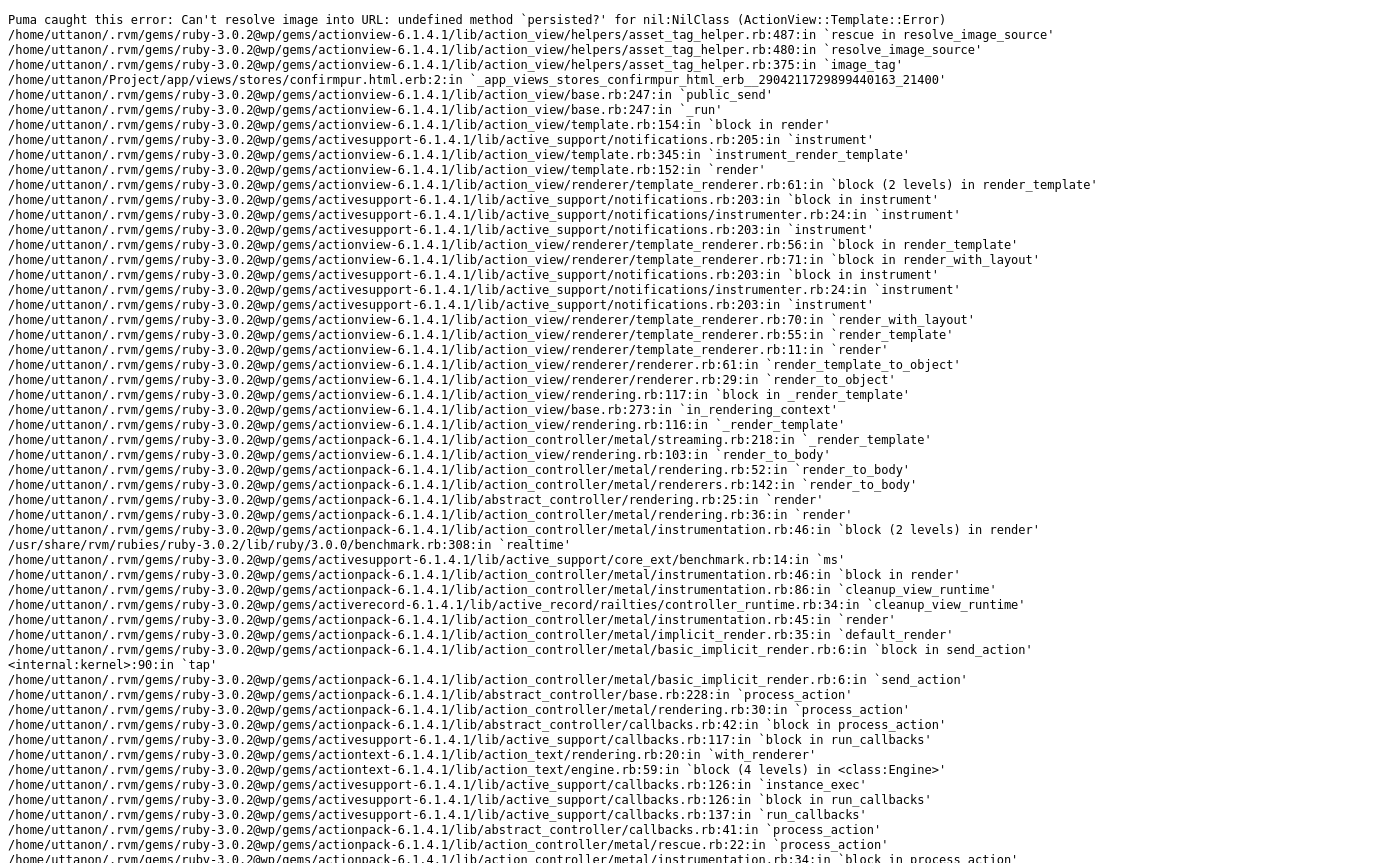 Puma caught this error: Can't resolve image into URL: undefined method `persisted?' for nil:NilClass (ActionView::Template::Error)
/home/uttanon/.rvm/gems/ruby-3.0.2@wp/gems/actionview-6.1.4.1/lib/action_view/helpers/asset_tag_helper.rb:487:in `rescue in resolve_image_source'
/home/uttanon/.rvm/gems/ruby-3.0.2@wp/gems/actionview-6.1.4.1/lib/action_view/helpers/asset_tag_helper.rb:480:in `resolve_image_source'
/home/uttanon/.rvm/gems/ruby-3.0.2@wp/gems/actionview-6.1.4.1/lib/action_view/helpers/asset_tag_helper.rb:375:in `image_tag'
/home/uttanon/Project/app/views/stores/confirmpur.html.erb:2:in `_app_views_stores_confirmpur_html_erb__2904211729899440163_21400'
/home/uttanon/.rvm/gems/ruby-3.0.2@wp/gems/actionview-6.1.4.1/lib/action_view/base.rb:247:in `public_send'
/home/uttanon/.rvm/gems/ruby-3.0.2@wp/gems/actionview-6.1.4.1/lib/action_view/base.rb:247:in `_run'
/home/uttanon/.rvm/gems/ruby-3.0.2@wp/gems/actionview-6.1.4.1/lib/action_view/template.rb:154:in `block in render'
/home/uttanon/.rvm/gems/ruby-3.0.2@wp/gems/activesupport-6.1.4.1/lib/active_support/notifications.rb:205:in `instrument'
/home/uttanon/.rvm/gems/ruby-3.0.2@wp/gems/actionview-6.1.4.1/lib/action_view/template.rb:345:in `instrument_render_template'
/home/uttanon/.rvm/gems/ruby-3.0.2@wp/gems/actionview-6.1.4.1/lib/action_view/template.rb:152:in `render'
/home/uttanon/.rvm/gems/ruby-3.0.2@wp/gems/actionview-6.1.4.1/lib/action_view/renderer/template_renderer.rb:61:in `block (2 levels) in render_template'
/home/uttanon/.rvm/gems/ruby-3.0.2@wp/gems/activesupport-6.1.4.1/lib/active_support/notifications.rb:203:in `block in instrument'
/home/uttanon/.rvm/gems/ruby-3.0.2@wp/gems/activesupport-6.1.4.1/lib/active_support/notifications/instrumenter.rb:24:in `instrument'
/home/uttanon/.rvm/gems/ruby-3.0.2@wp/gems/activesupport-6.1.4.1/lib/active_support/notifications.rb:203:in `instrument'
/home/uttanon/.rvm/gems/ruby-3.0.2@wp/gems/actionview-6.1.4.1/lib/action_view/renderer/template_renderer.rb:56:in `block in render_template'
/home/uttanon/.rvm/gems/ruby-3.0.2@wp/gems/actionview-6.1.4.1/lib/action_view/renderer/template_renderer.rb:71:in `block in render_with_layout'
/home/uttanon/.rvm/gems/ruby-3.0.2@wp/gems/activesupport-6.1.4.1/lib/active_support/notifications.rb:203:in `block in instrument'
/home/uttanon/.rvm/gems/ruby-3.0.2@wp/gems/activesupport-6.1.4.1/lib/active_support/notifications/instrumenter.rb:24:in `instrument'
/home/uttanon/.rvm/gems/ruby-3.0.2@wp/gems/activesupport-6.1.4.1/lib/active_support/notifications.rb:203:in `instrument'
/home/uttanon/.rvm/gems/ruby-3.0.2@wp/gems/actionview-6.1.4.1/lib/action_view/renderer/template_renderer.rb:70:in `render_with_layout'
/home/uttanon/.rvm/gems/ruby-3.0.2@wp/gems/actionview-6.1.4.1/lib/action_view/renderer/template_renderer.rb:55:in `render_template'
/home/uttanon/.rvm/gems/ruby-3.0.2@wp/gems/actionview-6.1.4.1/lib/action_view/renderer/template_renderer.rb:11:in `render'
/home/uttanon/.rvm/gems/ruby-3.0.2@wp/gems/actionview-6.1.4.1/lib/action_view/renderer/renderer.rb:61:in `render_template_to_object'
/home/uttanon/.rvm/gems/ruby-3.0.2@wp/gems/actionview-6.1.4.1/lib/action_view/renderer/renderer.rb:29:in `render_to_object'
/home/uttanon/.rvm/gems/ruby-3.0.2@wp/gems/actionview-6.1.4.1/lib/action_view/rendering.rb:117:in `block in _render_template'
/home/uttanon/.rvm/gems/ruby-3.0.2@wp/gems/actionview-6.1.4.1/lib/action_view/base.rb:273:in `in_rendering_context'
/home/uttanon/.rvm/gems/ruby-3.0.2@wp/gems/actionview-6.1.4.1/lib/action_view/rendering.rb:116:in `_render_template'
/home/uttanon/.rvm/gems/ruby-3.0.2@wp/gems/actionpack-6.1.4.1/lib/action_controller/metal/streaming.rb:218:in `_render_template'
/home/uttanon/.rvm/gems/ruby-3.0.2@wp/gems/actionview-6.1.4.1/lib/action_view/rendering.rb:103:in `render_to_body'
/home/uttanon/.rvm/gems/ruby-3.0.2@wp/gems/actionpack-6.1.4.1/lib/action_controller/metal/rendering.rb:52:in `render_to_body'
/home/uttanon/.rvm/gems/ruby-3.0.2@wp/gems/actionpack-6.1.4.1/lib/action_controller/metal/renderers.rb:142:in `render_to_body'
/home/uttanon/.rvm/gems/ruby-3.0.2@wp/gems/actionpack-6.1.4.1/lib/abstract_controller/rendering.rb:25:in `render'
/home/uttanon/.rvm/gems/ruby-3.0.2@wp/gems/actionpack-6.1.4.1/lib/action_controller/metal/rendering.rb:36:in `render'
/home/uttanon/.rvm/gems/ruby-3.0.2@wp/gems/actionpack-6.1.4.1/lib/action_controller/metal/instrumentation.rb:46:in `block (2 levels) in render'
/usr/share/rvm/rubies/ruby-3.0.2/lib/ruby/3.0.0/benchmark.rb:308:in `realtime'
/home/uttanon/.rvm/gems/ruby-3.0.2@wp/gems/activesupport-6.1.4.1/lib/active_support/core_ext/benchmark.rb:14:in `ms'
/home/uttanon/.rvm/gems/ruby-3.0.2@wp/gems/actionpack-6.1.4.1/lib/action_controller/metal/instrumentation.rb:46:in `block in render'
/home/uttanon/.rvm/gems/ruby-3.0.2@wp/gems/actionpack-6.1.4.1/lib/action_controller/metal/instrumentation.rb:86:in `cleanup_view_runtime'
/home/uttanon/.rvm/gems/ruby-3.0.2@wp/gems/activerecord-6.1.4.1/lib/active_record/railties/controller_runtime.rb:34:in `cleanup_view_runtime'
/home/uttanon/.rvm/gems/ruby-3.0.2@wp/gems/actionpack-6.1.4.1/lib/action_controller/metal/instrumentation.rb:45:in `render'
/home/uttanon/.rvm/gems/ruby-3.0.2@wp/gems/actionpack-6.1.4.1/lib/action_controller/metal/implicit_render.rb:35:in `default_render'
/home/uttanon/.rvm/gems/ruby-3.0.2@wp/gems/actionpack-6.1.4.1/lib/action_controller/metal/basic_implicit_render.rb:6:in `block in send_action'
<internal:kernel>:90:in `tap'
/home/uttanon/.rvm/gems/ruby-3.0.2@wp/gems/actionpack-6.1.4.1/lib/action_controller/metal/basic_implicit_render.rb:6:in `send_action'
/home/uttanon/.rvm/gems/ruby-3.0.2@wp/gems/actionpack-6.1.4.1/lib/abstract_controller/base.rb:228:in `process_action'
/home/uttanon/.rvm/gems/ruby-3.0.2@wp/gems/actionpack-6.1.4.1/lib/action_controller/metal/rendering.rb:30:in `process_action'
/home/uttanon/.rvm/gems/ruby-3.0.2@wp/gems/actionpack-6.1.4.1/lib/abstract_controller/callbacks.rb:42:in `block in process_action'
/home/uttanon/.rvm/gems/ruby-3.0.2@wp/gems/activesupport-6.1.4.1/lib/active_support/callbacks.rb:117:in `block in run_callbacks'
/home/uttanon/.rvm/gems/ruby-3.0.2@wp/gems/actiontext-6.1.4.1/lib/action_text/rendering.rb:20:in `with_renderer'
/home/uttanon/.rvm/gems/ruby-3.0.2@wp/gems/actiontext-6.1.4.1/lib/action_text/engine.rb:59:in `block (4 levels) in <class:Engine>'
/home/uttanon/.rvm/gems/ruby-3.0.2@wp/gems/activesupport-6.1.4.1/lib/active_support/callbacks.rb:126:in `instance_exec'
/home/uttanon/.rvm/gems/ruby-3.0.2@wp/gems/activesupport-6.1.4.1/lib/active_support/callbacks.rb:126:in `block in run_callbacks'
/home/uttanon/.rvm/gems/ruby-3.0.2@wp/gems/activesupport-6.1.4.1/lib/active_support/callbacks.rb:137:in `run_callbacks'
/home/uttanon/.rvm/gems/ruby-3.0.2@wp/gems/actionpack-6.1.4.1/lib/abstract_controller/callbacks.rb:41:in `process_action'
/home/uttanon/.rvm/gems/ruby-3.0.2@wp/gems/actionpack-6.1.4.1/lib/action_controller/metal/rescue.rb:22:in `process_action'
/home/uttanon/.rvm/gems/ruby-3.0.2@wp/gems/actionpack-6.1.4.1/lib/action_controller/metal/instrumentation.rb:34:in `block in process_action'